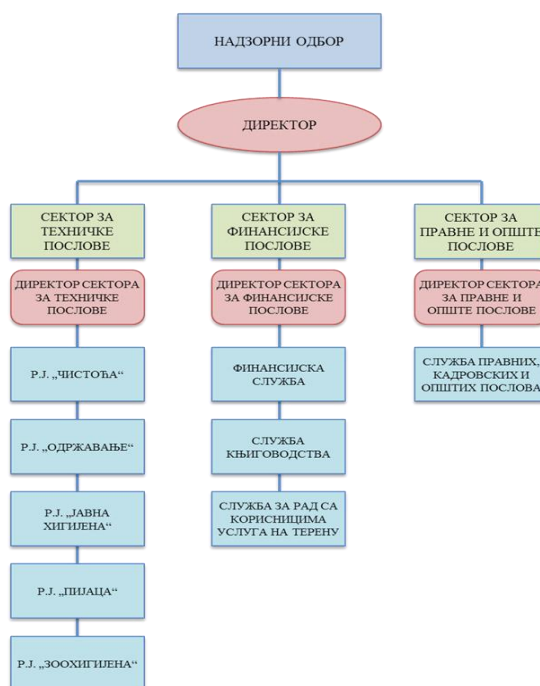 НАДЗОРНИ ОДБОР
ДИРЕКТОР
СЕКТОР ЗА
ТЕХНИЧКЕ
ПОСЛОВЕ
ДИРЕКТОР СЕКТОРА
ЗА ТЕХНИЧКЕ
ПОСЛОВЕ
Р.Ј. „ЧИСТОЋА“
Р.Ј. „ОДРЖАВАЊЕ“
Р.Ј. „ЈАВНА
ХИГИЈЕНА“
Р.Ј. „ПИЈАЦА“
Р.Ј. „ЗООХИГИЈЕНА“
СЕКТОР ЗА
ФИНАНСИЈСКЕ
ПОСЛОВЕ
ДИРЕКТОР СЕКТОРА
ЗА ФИНАНСИЈСКЕ
ПОСЛОВЕ
ФИНАНСИЈСКА
СЛУЖБА
СЛУЖБА
КЊИГОВОДСТВА
СЛУЖБА ЗА РАД СА
КОРИСНИЦИМА
УСЛУГА НА ТЕРЕНУ
СЕКТОР ЗА
ПРАВНЕ И ОПШТЕ
ПОСЛОВЕ
ДИРЕКТОР СЕКТОРА
ЗА ПРАВНЕ И
ОПШТЕ ПОСЛОВЕ
СЛУЖБА ПРАВНИХ,
КАДРОВСКИХ И
ОПШТИХ ПОСЛОВА